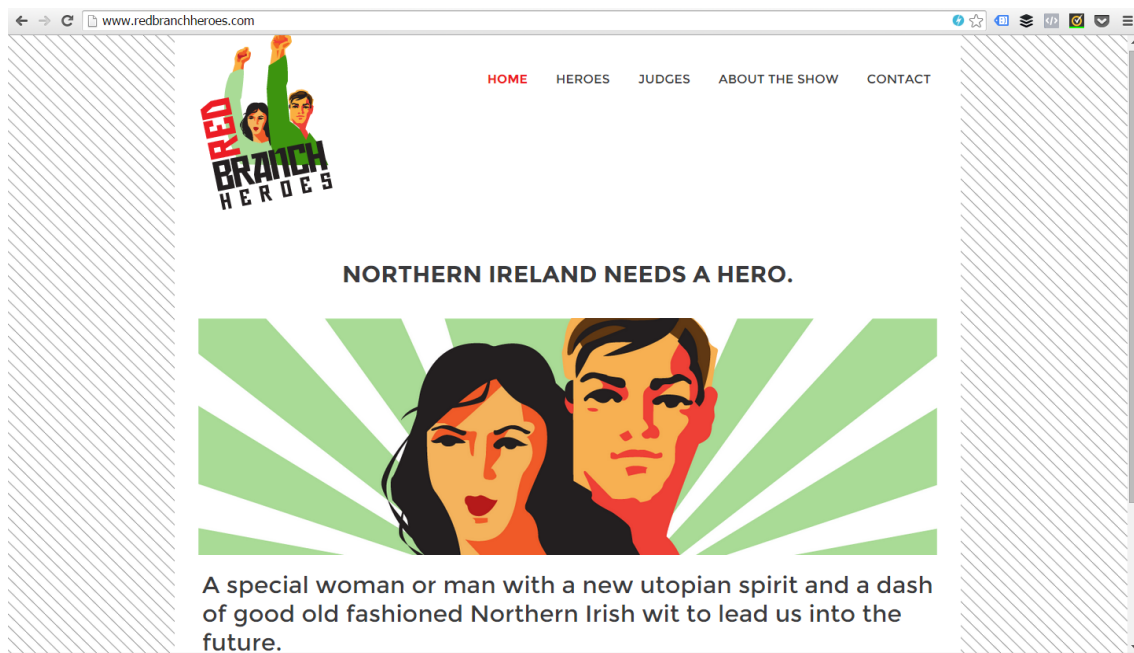 www.redbranchheroes.com
RED
BRANCH
HEROES
HOME HEROES JUDGES ABOUT THE SHOW CONTACT
NORTHERN IRELAND NEEDS A HERO.
A special woman or man with a new utopian spirit and a dash
of good old fashioned Northern Irish wit to lead us into the
future.